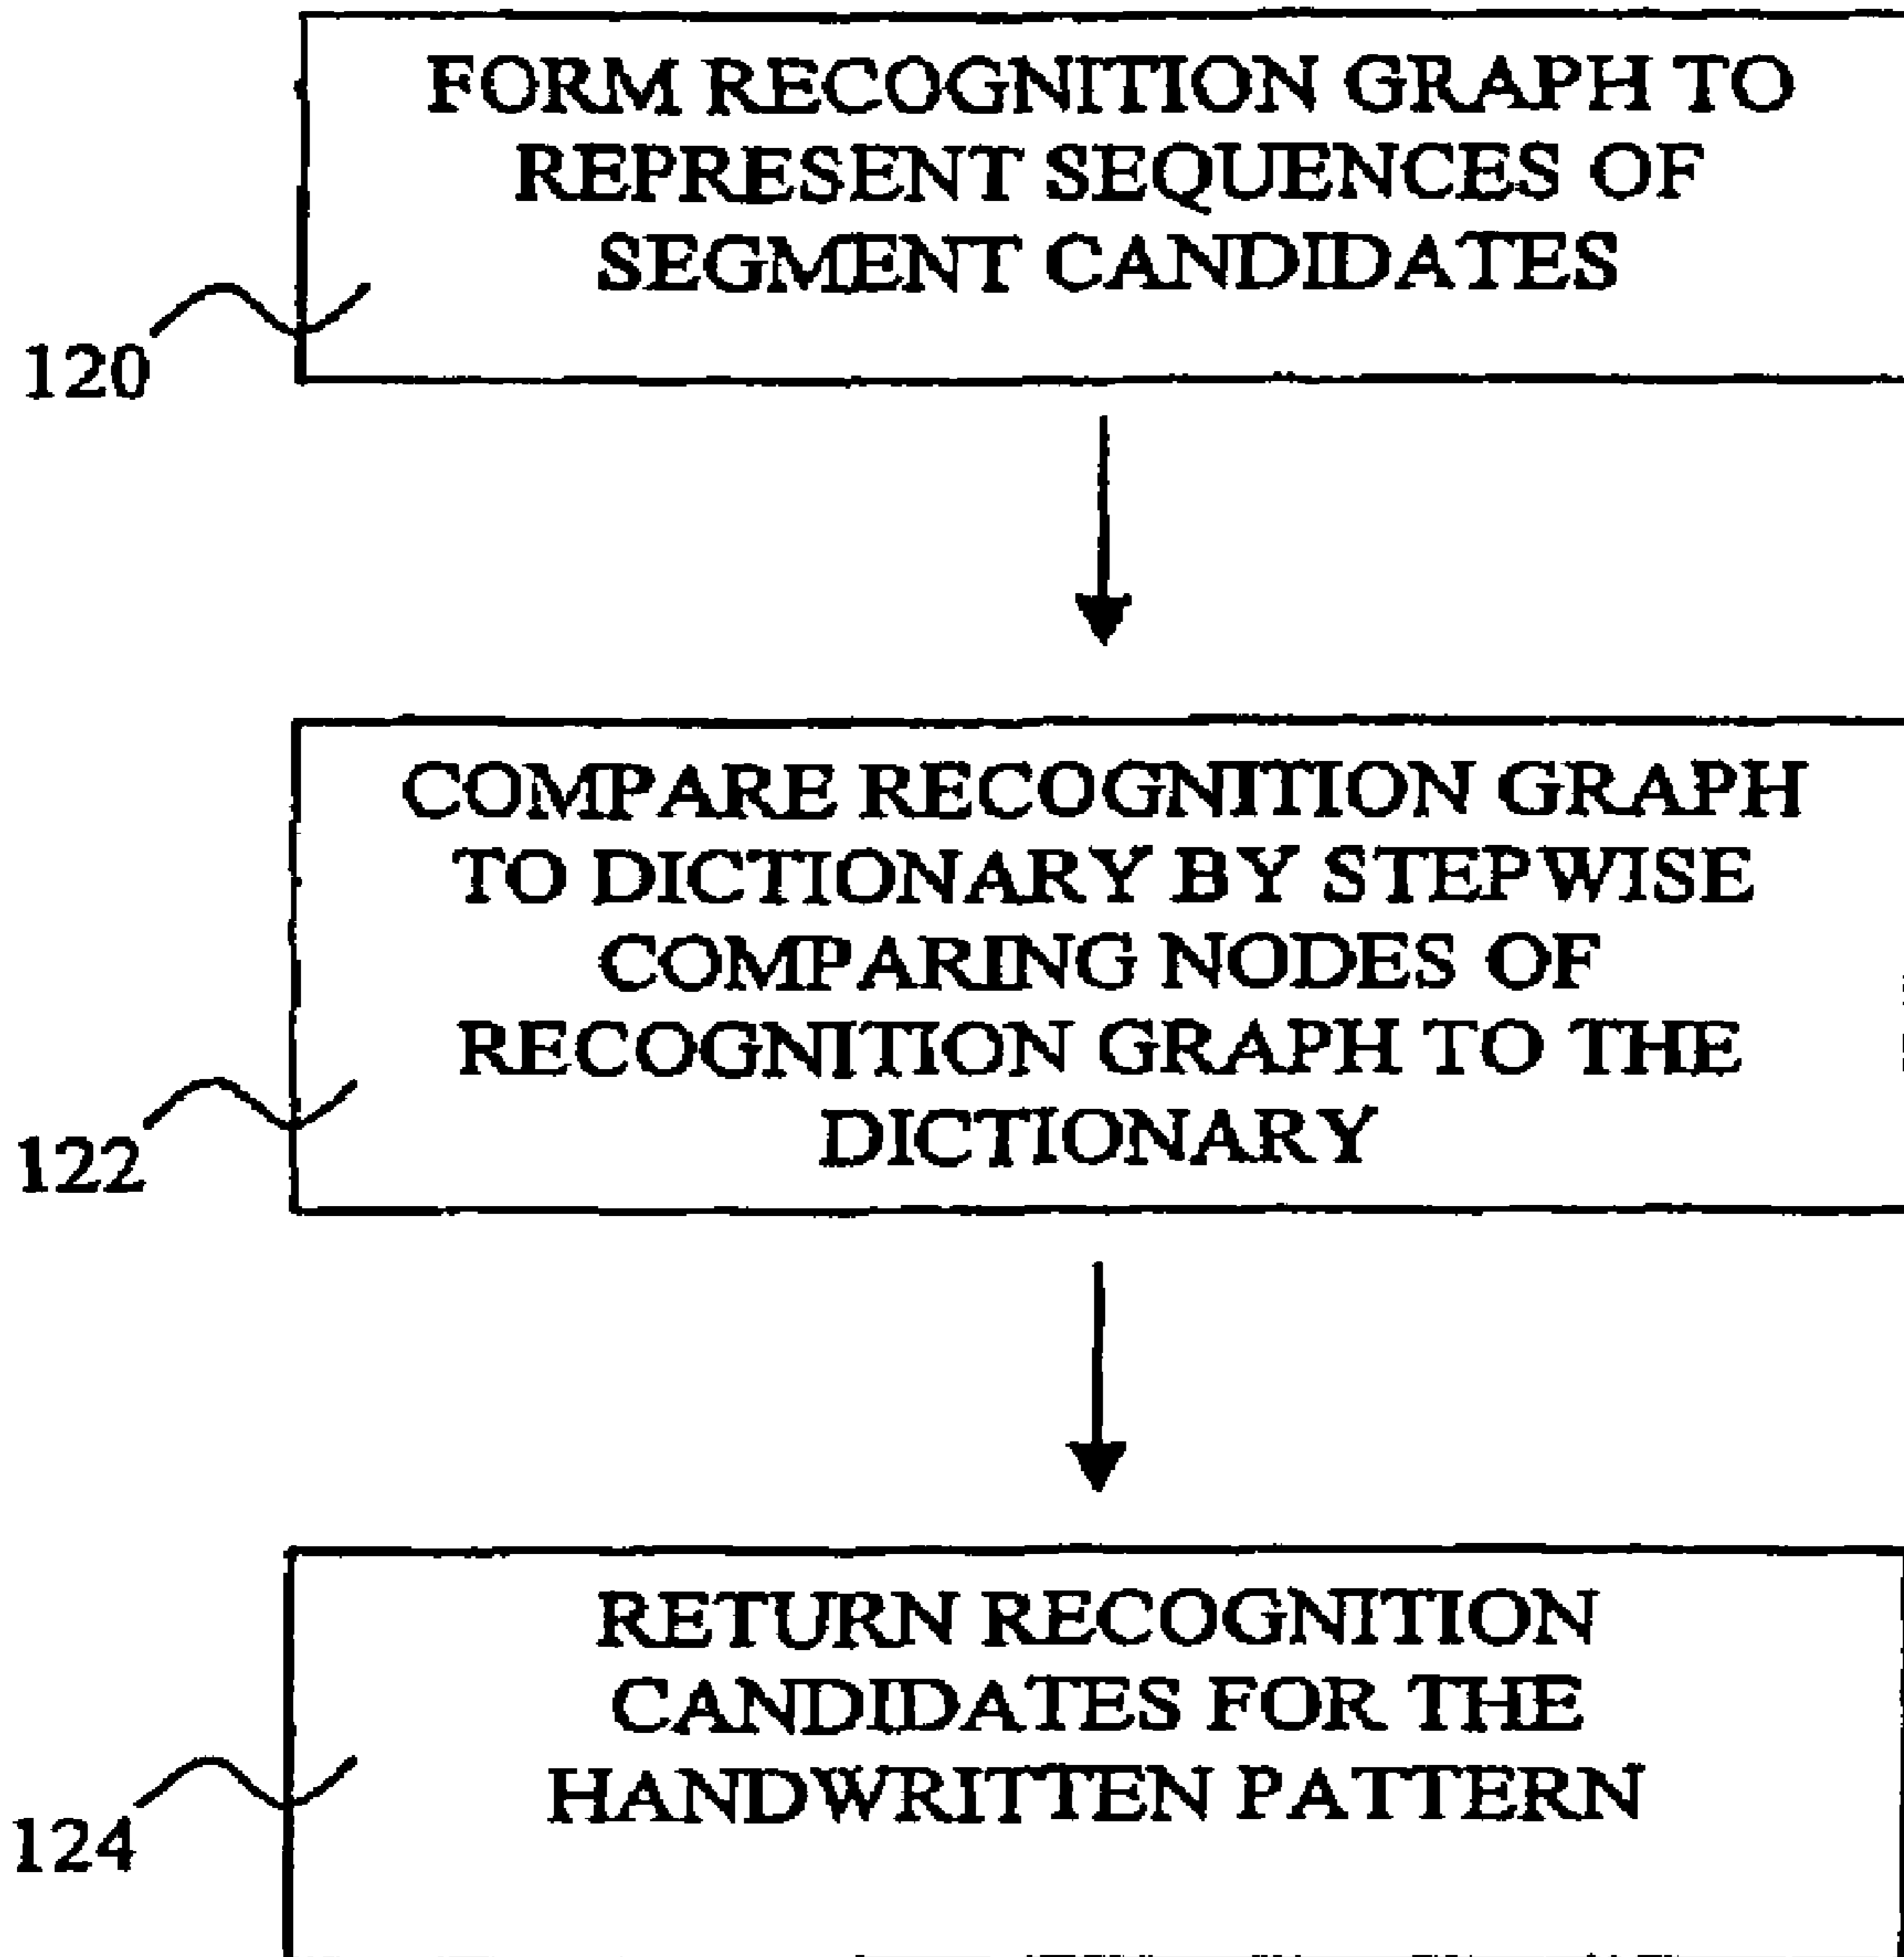 FORM RECOGNITION GRAPH TO
REPRESENT SEQUENCES OF
SEGMENT CANDIDATES
120
COMPARE RECOGNITION GRAPH
TO DICTIONARY BY STEPWISE
COMPARING NODES OF
RECOGNITION GRAPH TO THE
DICTIONARY
122
RETURN RECOGNITION
CANDIDATES FOR THE
HANDWRITTEN PATTERN
124